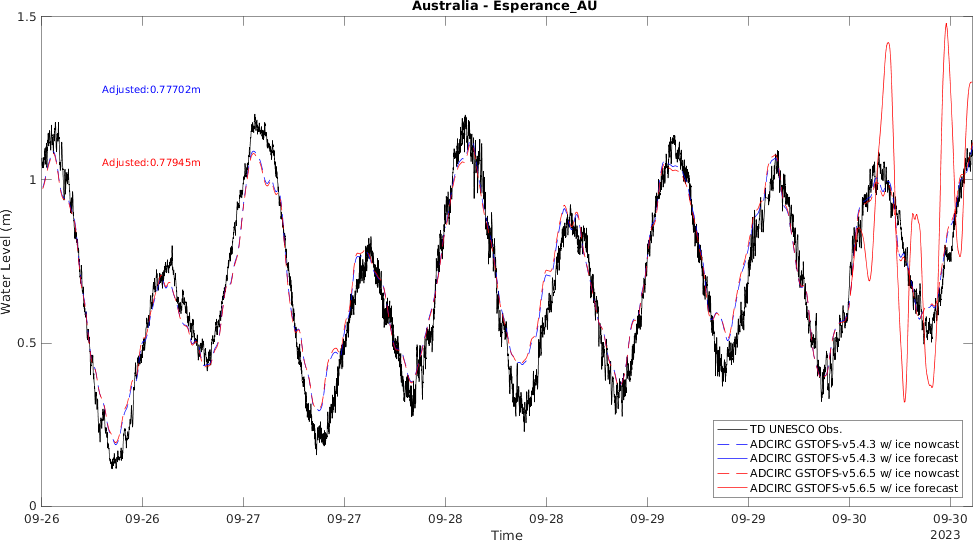 Australia - Esperance_AU
1.5
Adjusted:0.77702m
Adjusted:0.77945m
1
Water Level (m)
0.5
0
TD UNESCO Obs.
ADCIRC GSTOFS-v5.4.3 w/ ice nowcast
ADCIRC GSTOFS-v5.4.3 w/ ice forecast
ADCIRC GSTOFS-v5.6.5 w/ ice nowcast
ADCIRC GSTOFS-v5.6.5 w/ ice forecast
09-26 09-26 09-27 09-27 09-28 09-28 09-29 09-29 09-30 09-30
2023
Time